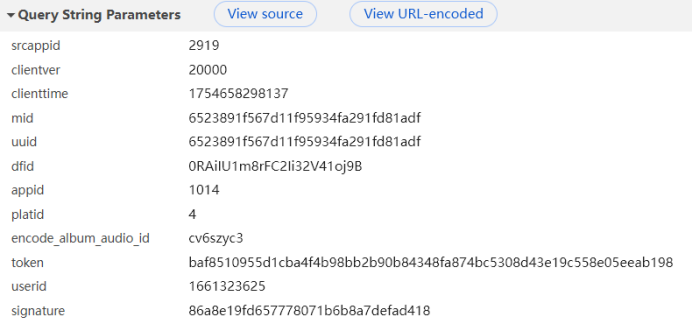 Query String Parameters View source View URL-encoded
srcappid 2919
clientver 20000
clienttime 1754658298137
mid 6523891f567d11f95934fa291fd81adf
uuid 6523891f567d11f95934fa291fd81adf
dfid 0RAilU1m8rFC2Ii32V41oj9B
appid 1014
platid 4
encode_album_audio_id cv6szyc3
token baf8510955d1cba4f4b98bb2b90b84348fa874bc5308d43e19c558e05eeab198
userid 1661323625
signature 86a8e19fd657778071b6b8a7defad418